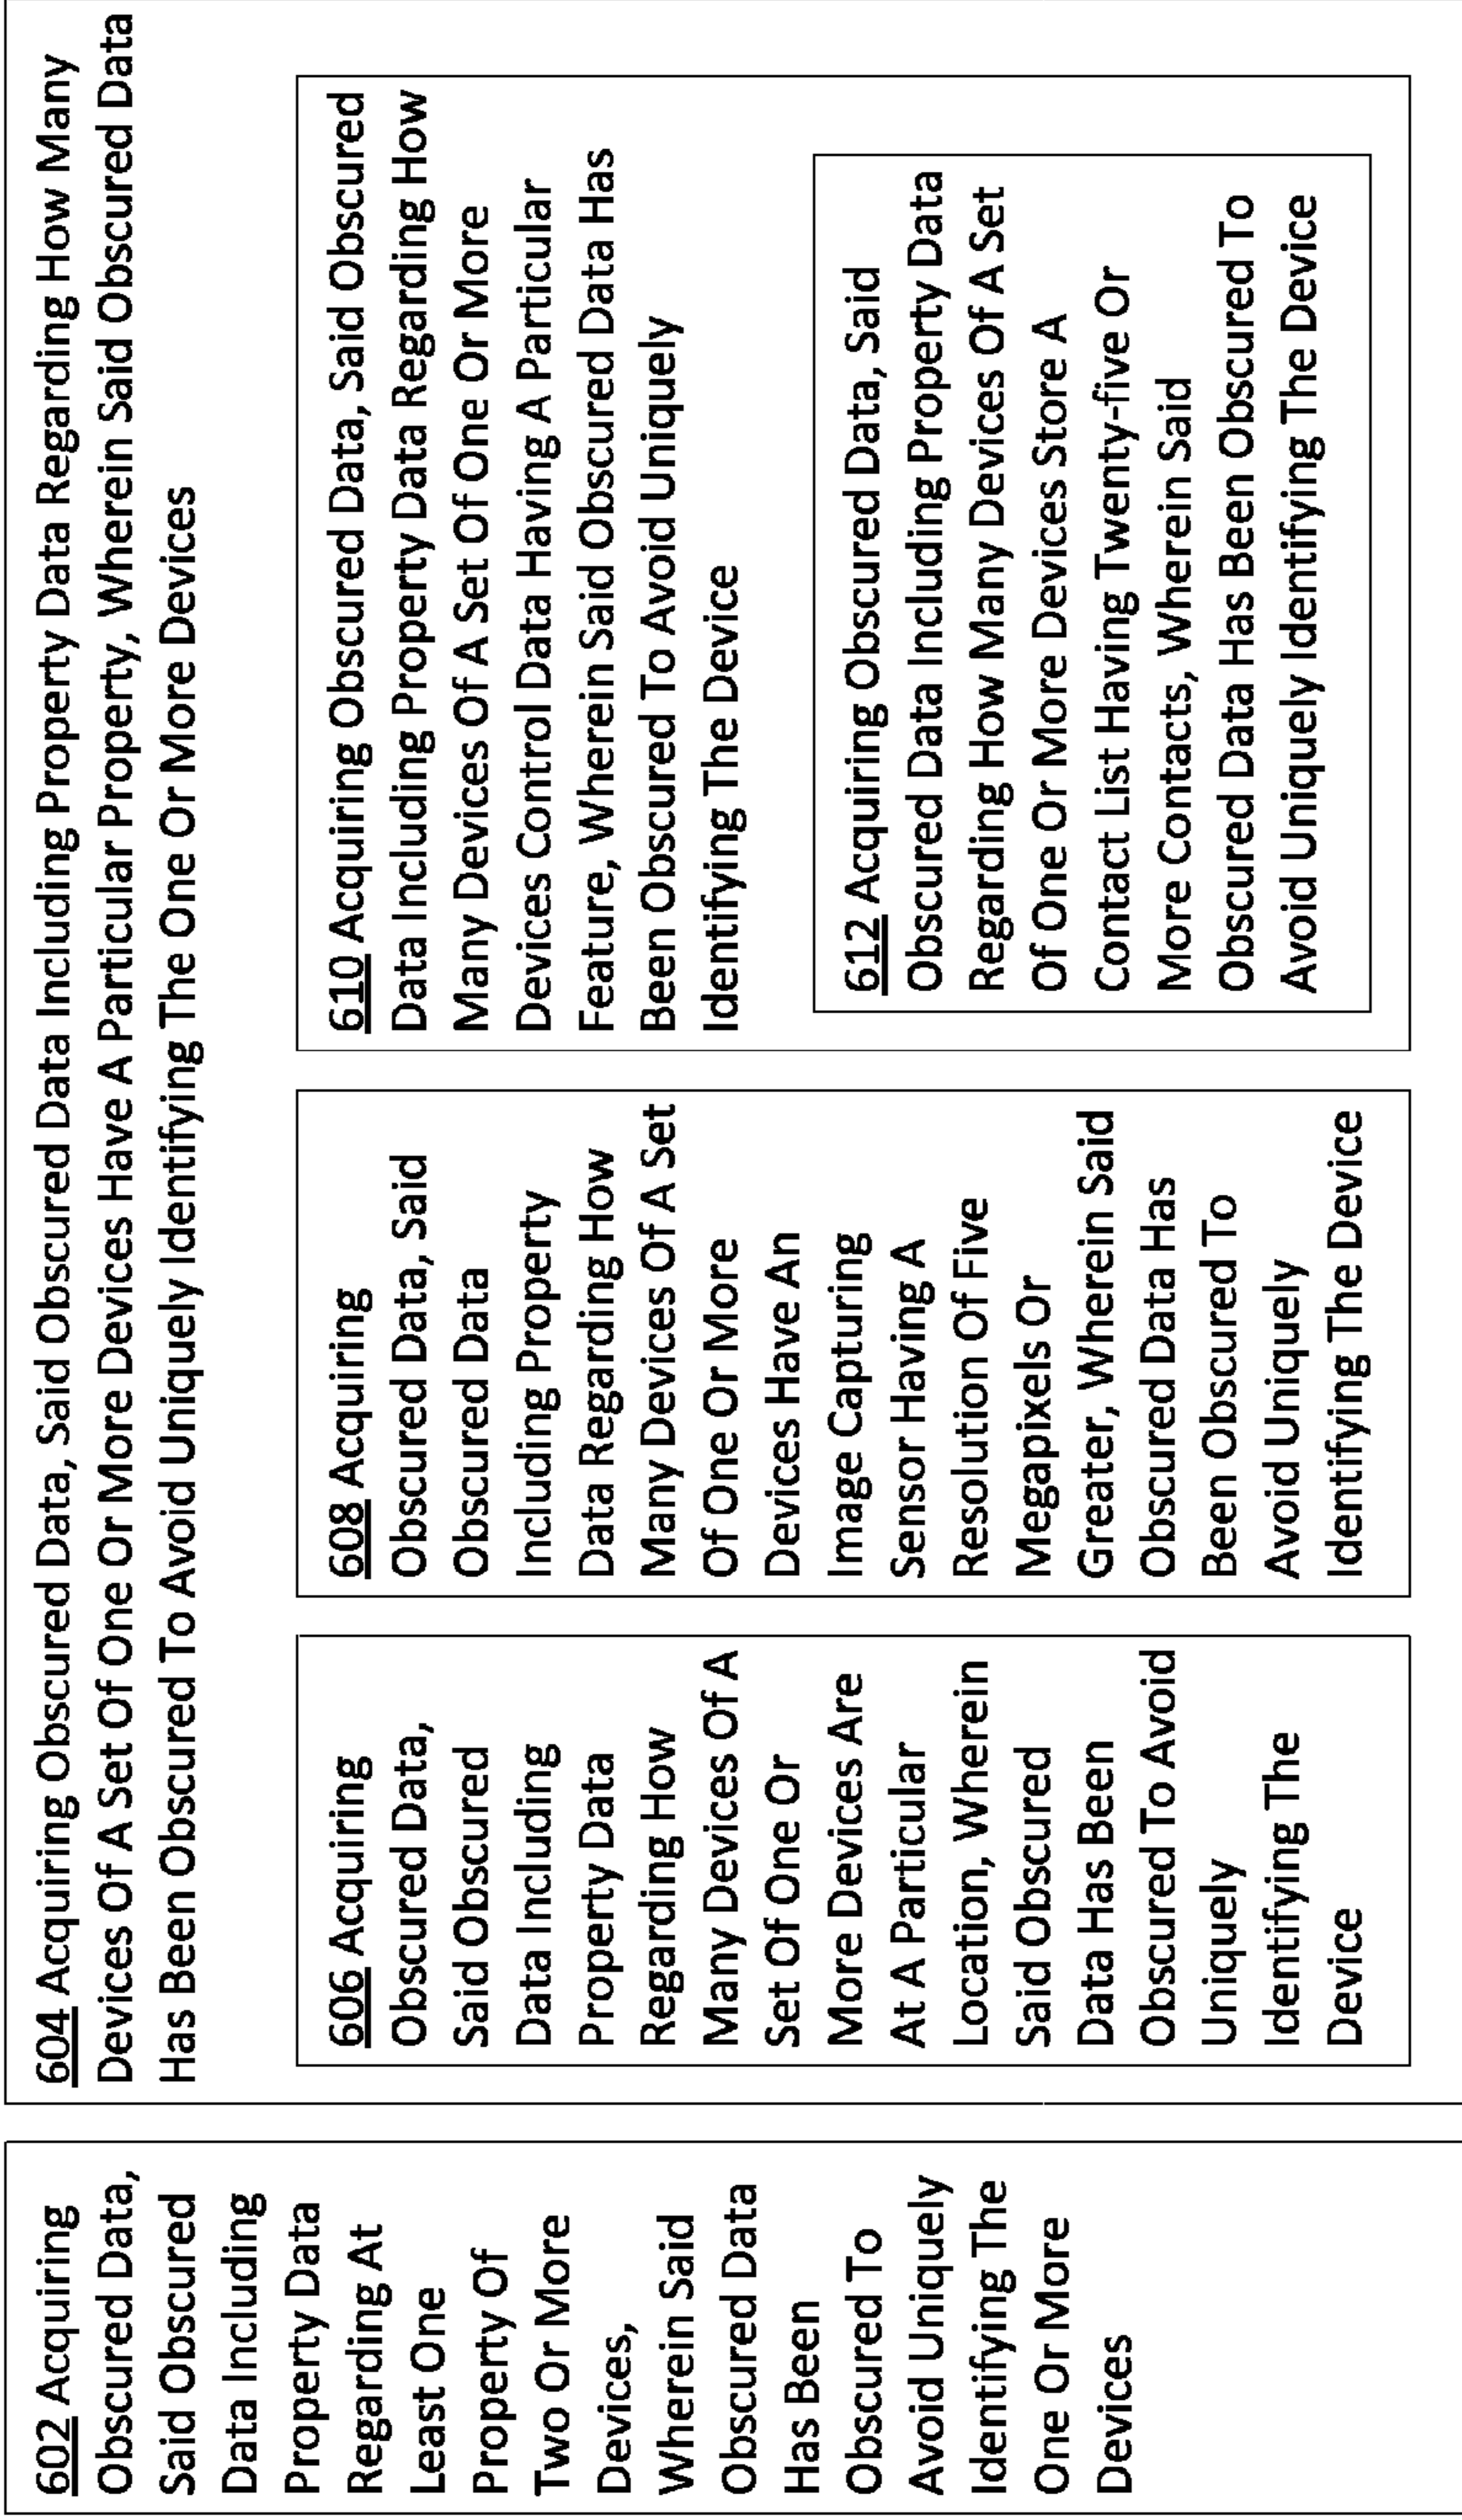 602 Acquiring
Obscured Data,
Said Obscured
Data Including
Property Data
Regarding At
Least One
Property Of
Two Or More
Devices,
Wherein Said
Obscured Data
Has Been
Obscured To
Avoid Uniquely
Identifying The
One Or More
Devices
604 Acquiring Obscured Data, Said Obscured Data Including Property Data Regarding How Many
Devices Of A Set Of One Or More Devices Have A Particular Property, Wherein Said Obscured Data
Has Been Obscured To Avoid Uniquely Identifying The One Or More Devices
606 Acquiring
Obscured Data,
Said Obscured
Data Including
Property Data
Regarding How
Many Devices Of A
Set Of One Or
More Devices Are
At A Particular
Location, Wherein
Said Obscured
Data Has Been
Obscured To Avoid
Uniquely
Identifying The
Device
608 Acquiring
Obscured Data, Said
Obscured Data
Including Property
Data Regarding How
Many Devices Of A Set
Of One Or More
Devices Have An
Image Capturing
Sensor Having A
Resolution Of Five
Megapixels Or
Greater, Wherein Said
Obscured Data Has
Been Obscured To
Avoid Uniquely
Identifying The Device
610 Acquiring Obscured Data, Said Obscured
Data Including Property Data Regarding How
Many Devices Of A Set Of One Or More
Devices Control Data Having A Particular
Feature, Wherein Said Obscured Data Has
Been Obscured To Avoid Uniquely
Identifying The Device
612 Acquiring Obscured Data, Said
Obscured Data Including Property Data
Regarding How Many Devices Of A Set
Of One Or More Devices Store A
Contact List Having Twenty-five Or
More Contacts, Wherein Said
Obscured Data Has Been Obscured To
Avoid Uniquely Identifying The Device